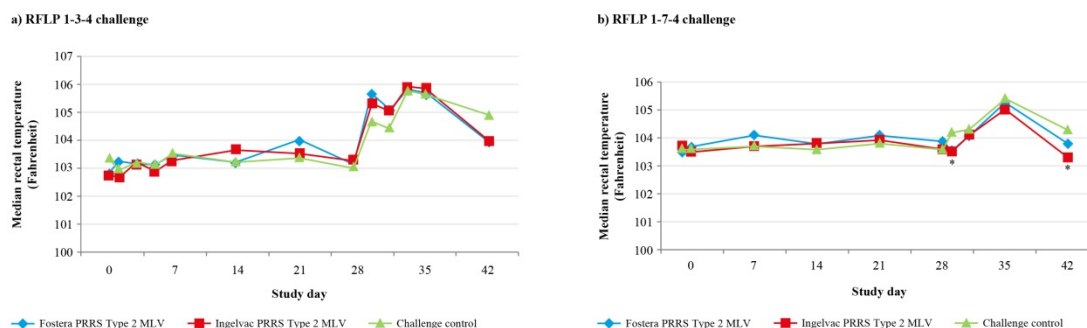 a) RFLP 1-3-4 challenge
107
106
105
104
103
102
101
100
Median rectal temperature
(Fahrenheit)
0 7 14 21 28 35 42
Study day
Fostera PRRS Type 2 MLV Ingelvac PRRS Type 2 MLV Challenge control
b) RFLP 1-7-4 challenge
106
105
104
103
102
101
100
Median rectal temperature
(Fahrenheit)
* *
0 7 14 21 28 35 42
Study day
Fostera PRRS Type 2 MLV Ingelvac PRRS Type 2 MLV Challenge control